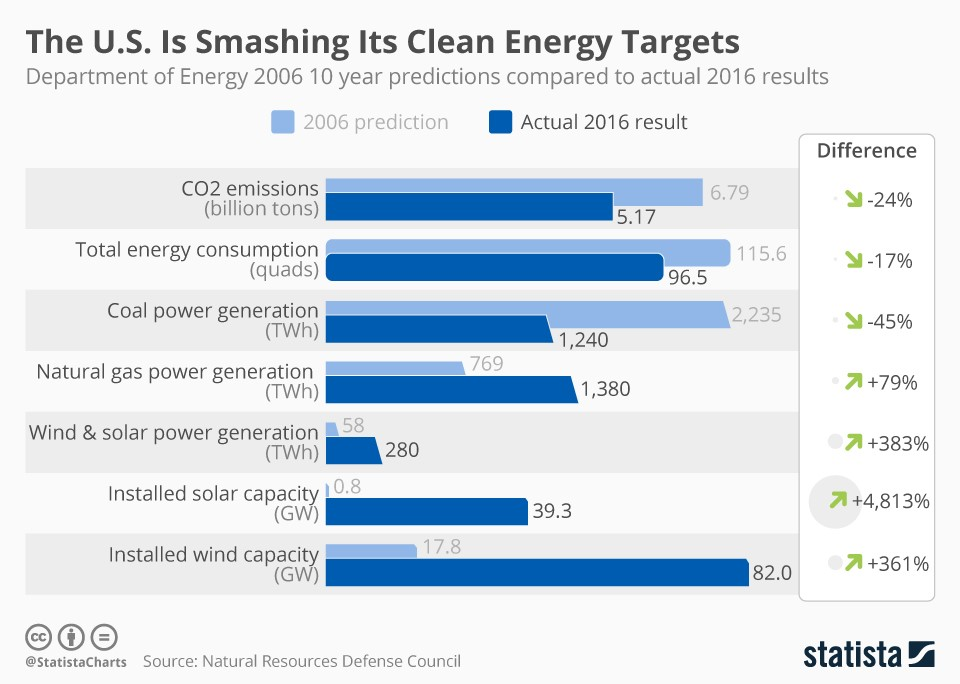 The U.S. Is Smashing Its Clean Energy Targets
Department of Energy 2006 10 year predictions compared to actual 2016 results
2006 prediction
Actual 2016 result
Difference
CO2 emissions
(billion tons)
6.79
5.17
-24%
Total energy consumption
(quads)
115.6
96.5
-17%
Coal power generation
(TWh)
2,235
1,240
-45%
Natural gas power generation
(TWh)
769
1,380
+79%
Wind & solar power generation
(TWh)
58
280
+383%
Installed solar capacity
(GW)
0.8
39.3
+4,813%
Installed wind capacity
(GW)
17.8
82.0
+361%
cc
@StatistaCharts
Source: Natural Resources Defense Council
statista